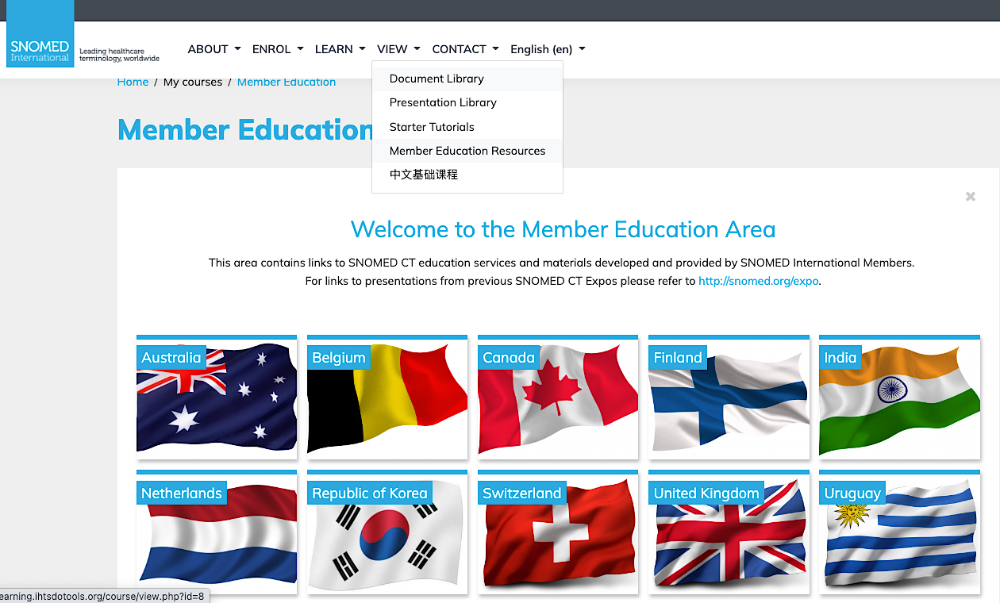 SNOMED
International
Leading healthcare
terminology, worldwide
ABOUT ENROL LEARN VIEW CONTACT English (en)
Document Library
Presentation Library
Starter Tutorials
Member Education Resources
中文基础课程
Home / My courses / Member Education
Member Education
Welcome to the Member Education Area
This area contains links to SNOMED CT education services and materials developed and provided by SNOMED International Members.
For links to presentations from previous SNOMED CT Expos please refer to http://snomed.org/expo.
Australia Belgium Canada Finland India
Netherlands Republic of Korea Switzerland United Kingdom Uruguay
earning.ihtsdotools.org/course/view.php?id=8